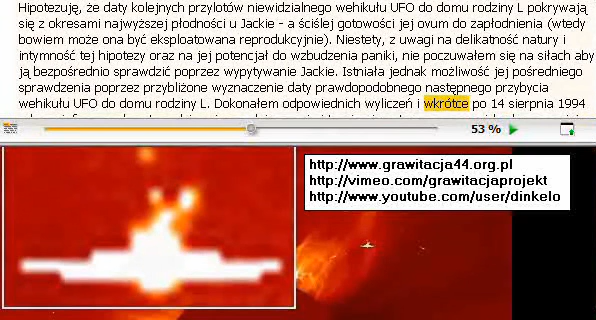 Hipotezuję, że daty kolejnych przylotów niewidzialnego wehikułu UFO do domu rodziny L pokrywają
się z okresami najwyższej płodności u Jackie - a ściślej gotowości jej ovum do zapłodnienia (wtedy
bowiem może ona być eksploatowana reprodukcyjnie). Niestety, z uwagi na delikatność natury i
intymność tej hipotezy oraz na jej potencjał do wzbudzenia paniki, nie poczuwałem się na siłach aby
ją bezpośrednio sprawdzić poprzez wypytywanie Jackie. Istniała jednak możliwość jej pośredniego
sprawdzenia poprzez przybliżone wyznaczenie daty prawdopodobnego następnego przybycia
wehikułu UFO do domu rodziny L. Dokonałem odpowiednich wyliczeń i wkrótce po 14 sierpnia 1994
53 %
http://www.grawitacja44.org.pl
http://vimeo.com/grawitacjaprojekt
http://www.youtube.com/user/dinkelo